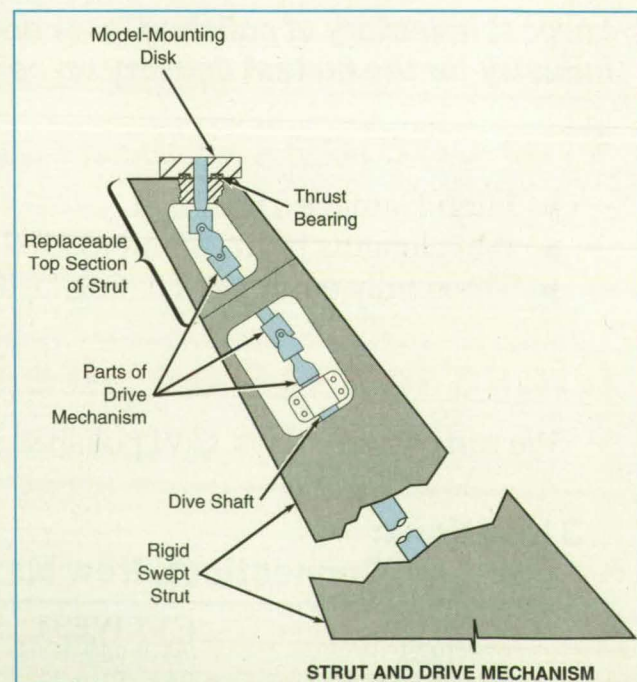 Model-Mounting
Disk
Thrust
Bearing
Replaceable
Top Section
of Strut
Parts of
Drive
Mechanism
Dive Shaft
Rigid
Swept
Strut
STRUT AND DRIVE MECHANISM